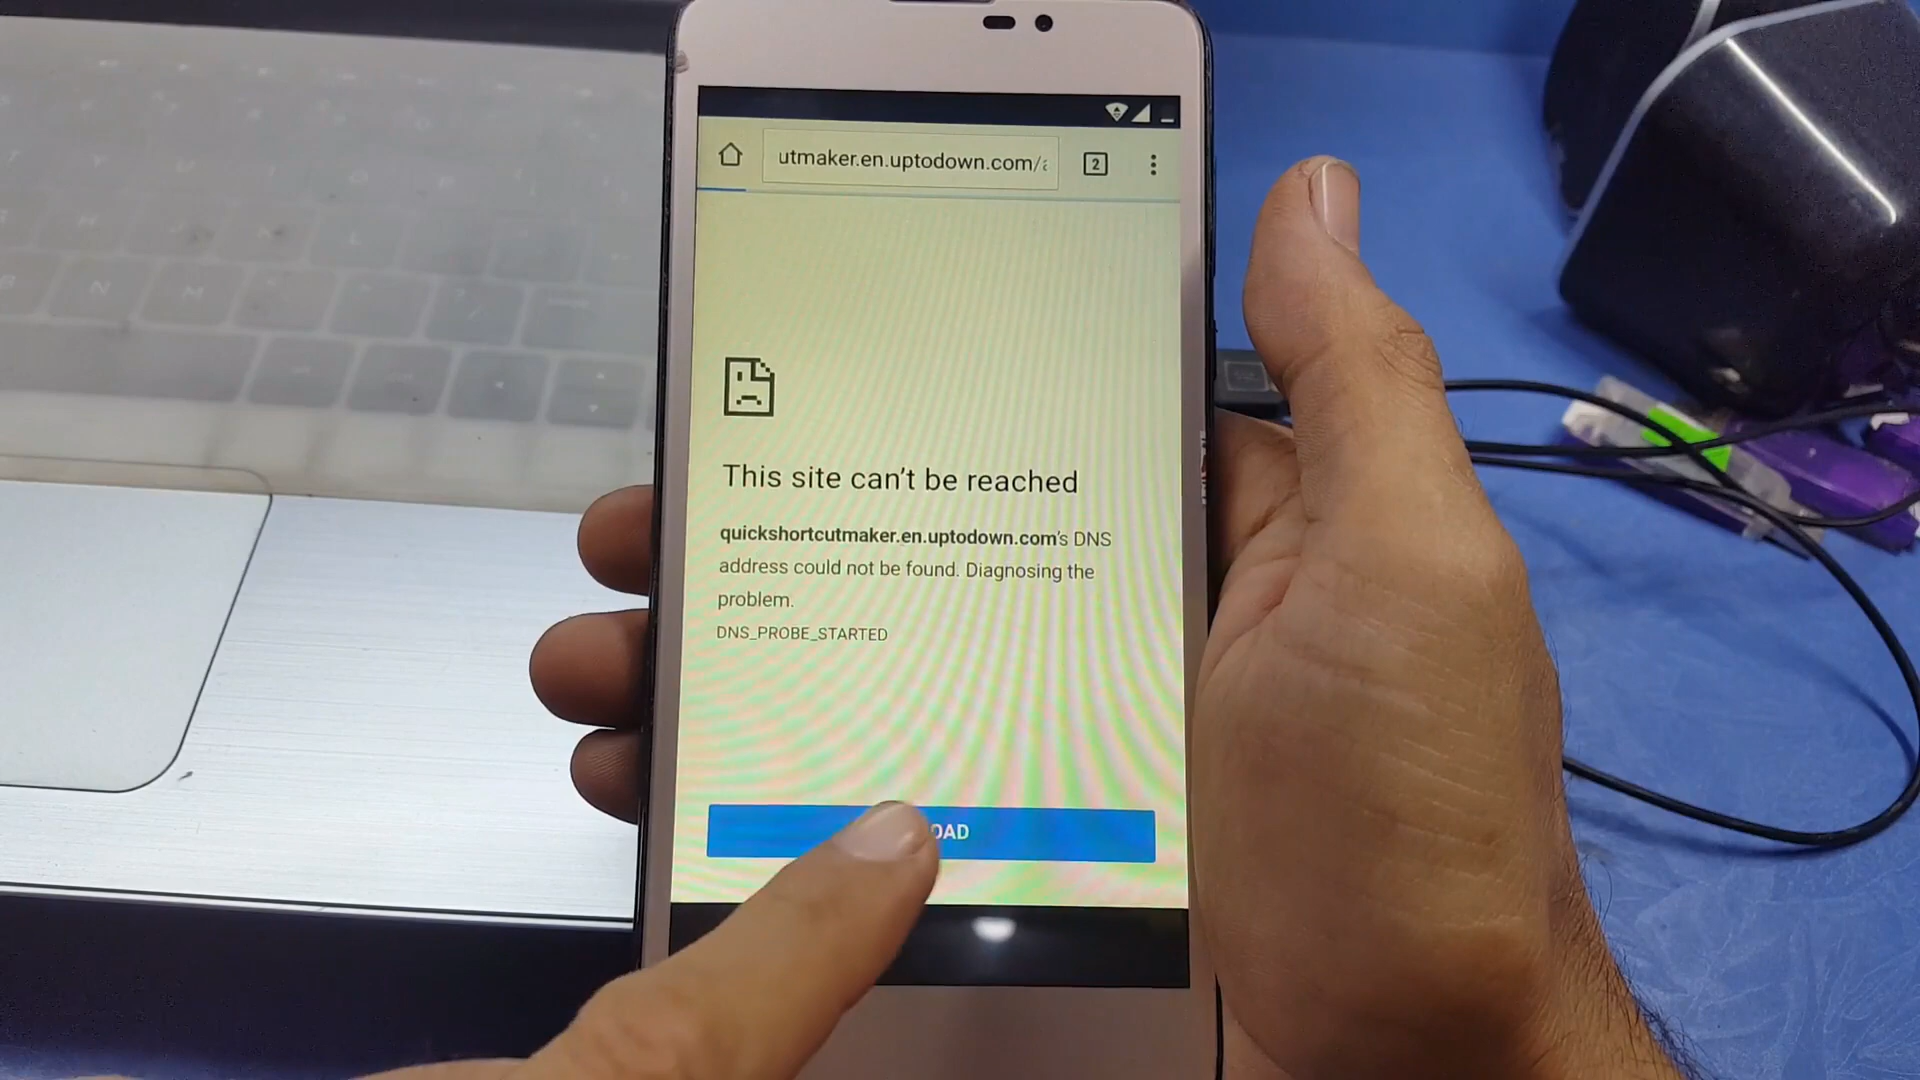 utmaker.en.uptodown.com/
2
This site can't be reached
quickshortcutmaker.en.uptodown.com's DNS
address could not be found. Diagnosing the
problem.
DNS_PROBE_STARTED
OAD
N
M